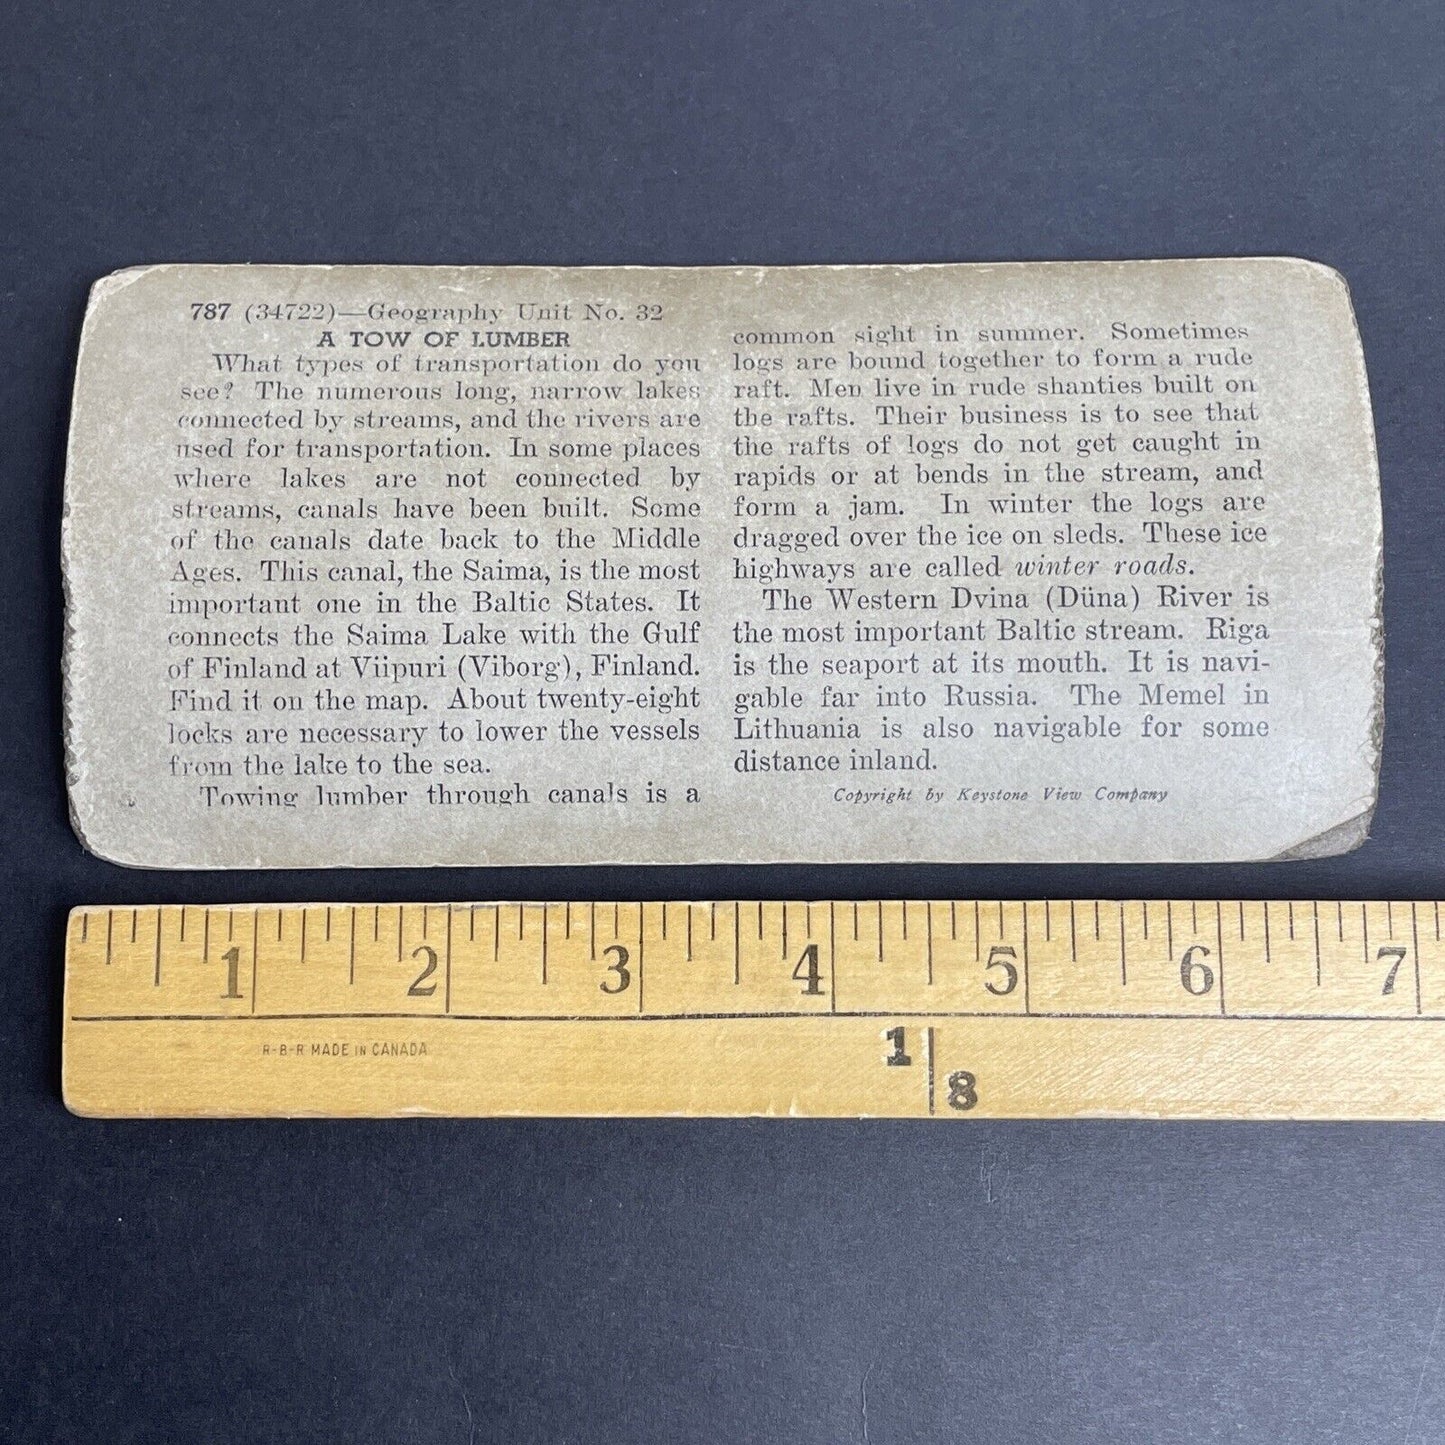 787 (34722)—Geography Unit No. 32
A TOW OF LUMBER
What types of transportation do you
see? The numerous long, narrow lakes
connected by streams, and the rivers are
used for transportation. In some places
where lakes are not connected by
streams, canals have been built. Some
of the canals date back to the Middle
Ages. This canal, the Saima, is the most
important one in the Baltic States. It
connects the Saima Lake with the Gulf
of Finland at Viipuri (Viborg), Finland.
Find it on the map. About twenty-eight
locks are necessary to lower the vessels
from the lake to the sea.
Towing lumber through canals is a
common sight in summer. Sometimes
logs are bound together to form a rude
raft. Men live in rude shanties built on
the rafts. Their business is to see that
the rafts of logs do not get caught in
rapids or at bends in the stream, and
form a jam. In winter the logs are
dragged over the ice on sleds. These ice
highways are called winter roads.
The Western Dvina (Düna) River is
the most important Baltic stream. Riga
is the seaport at its mouth. It is navi-
gable far into Russia. The Memel in
Lithuania is also navigable for some
distance inland.
Copyright by Keystone View Company
1 2 3 4 5 6 7
R-B-R MADE IN CANADA
1
8